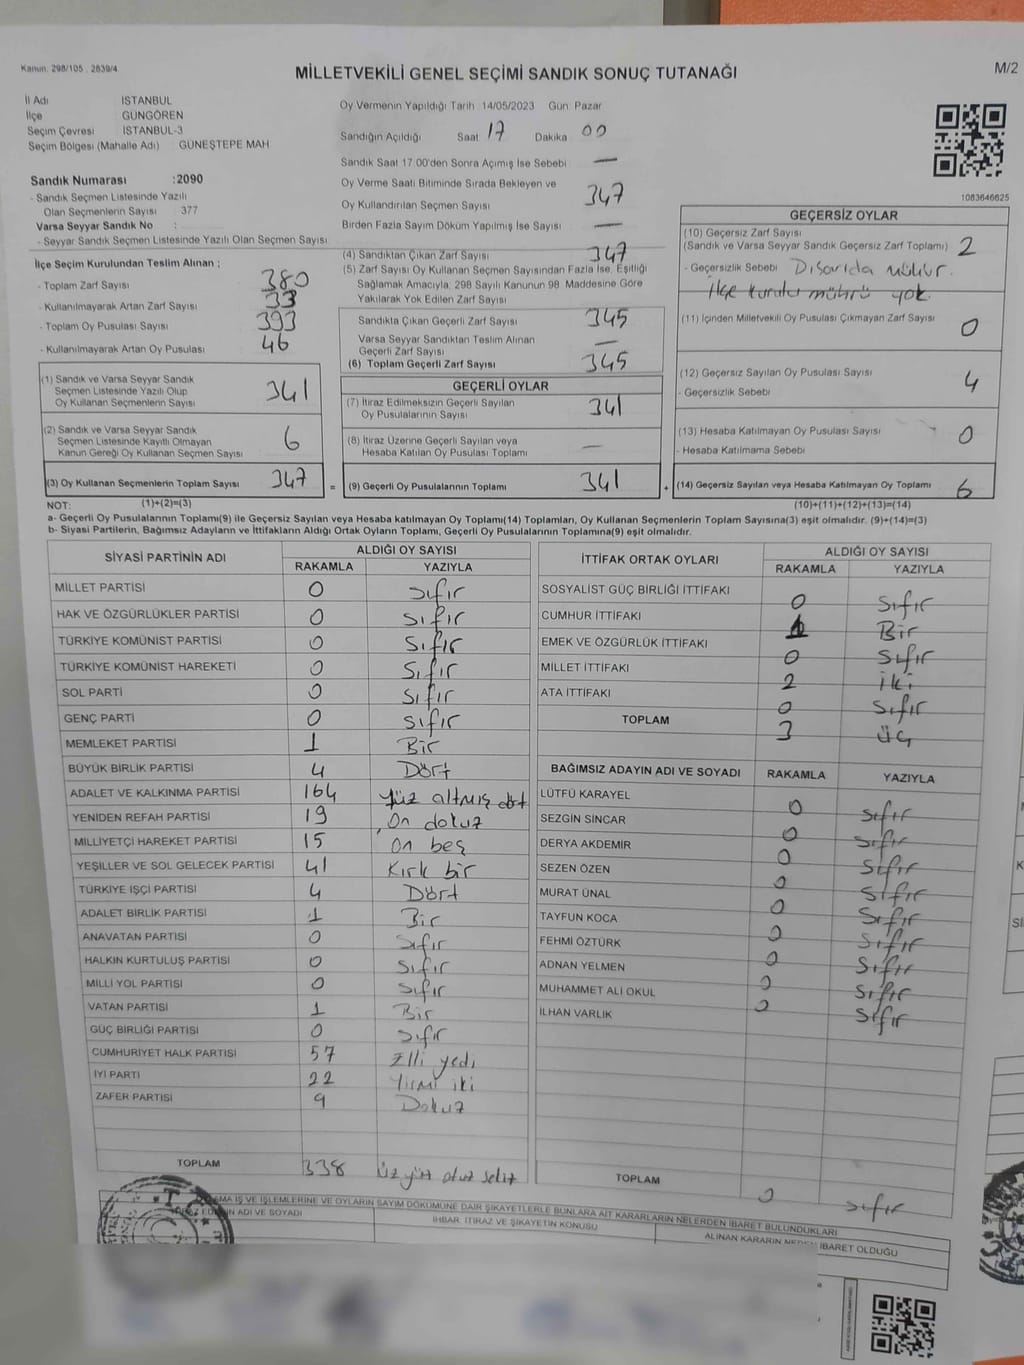 Kanun: 298/105 . 2839/4
MİLLETVEKİLİ GENEL SEÇİMİ SANDIK SONUÇ TUTANAĞI
M/2
İl Adı İSTANBUL
İlçe GÜNGÖREN
Seçim Çevresi İSTANBUL-3
Seçim Bölgesi (Mahalle Adı) GÜNEŞTEPE MAH
Sandık Numarası :2090
- Sandık Seçmen Listesinde Yazılı
Olan Seçmenlerin Sayısı 377
Varsa Seyyar Sandık No :
- Seyyar Sandık Seçmen Listesinde Yazılı Olan Seçmen Sayısı
İlçe Seçim Kurulundan Teslim Alınan ;
- Toplam Zarf Sayısı 380
- Kullanılmayarak Artan Zarf Sayısı 33
- Toplam Oy Pusulası Sayısı 393
- Kullanılmayarak Artan Oy Pusulası 46
Oy Vermenin Yapıldığı Tarih : 14/05/2023 Gün: Pazar
Sandığın Açıldığı Saat 17 Dakika 00
Sandık Saat 17.00'den Sonra Açımış İse Sebebi —
Oy Verme Saati Bitiminde Sırada Bekleyen ve
Oy Kullandırılan Seçmen Sayısı 347
Birden Fazla Sayım Döküm Yapılmış İse Sayısı —
(4) Sandıktan Çıkan Zarf Sayısı 347
(5) Zarf Sayısı Oy Kullanan Seçmen Sayısından Fazla İse, Eşitliği
Sağlamak Amacıyla, 298 Sayılı Kanunun 98. Maddesine Göre
Yakılarak Yok Edilen Zarf Sayısı
Sandıkta Çıkan Geçerli Zarf Sayısı 345
Varsa Seyyar Sandıktan Teslim Alınan
Geçerli Zarf Sayısı —
(6) Toplam Geçerli Zarf Sayısı 345
1083646625
GEÇERSİZ OYLAR
(10) Geçersiz Zarf Sayısı
(Sandık ve Varsa Seyyar Sandık Geçersiz Zarf Toplamı) 2
- Geçersizlik Sebebi Dışarıda mühür.
İlçe kurulu mührü yok.
(11) İçinden Milletvekili Oy Pusulası Çıkmayan Zarf Sayısı 0
(12) Geçersiz Sayılan Oy Pusulası Sayısı 4
- Geçersizlik Sebebi
(13) Hesaba Katılmayan Oy Pusulası Sayısı 0
- Hesaba Katılmama Sebebi
(14) Geçersiz Sayılan veya Hesaba Katılmayan Oy Toplamı 6
(10)+(11)+(12)+(13)=(14)
(1) Sandık ve Varsa Seyyar Sandık
Seçmen Listesinde Yazılı Olup
Oy Kullanan Seçmenlerin Sayısı 341
(2) Sandık ve Varsa Seyyar Sandık
Seçmen Listesinde Kayıtlı Olmayan
Kanun Gereği Oy Kullanan Seçmen Sayısı 6
(3) Oy Kullanan Seçmenlerin Toplam Sayısı 347 =
(1)+(2)=(3)
GEÇERLİ OYLAR
(7) İtiraz Edilmeksizin Geçerli Sayılan
Oy Pusulalarının Sayısı 341
(8) İtiraz Üzerine Geçerli Sayılan veya
Hesaba Katılan Oy Pusulası Toplamı —
(9) Geçerli Oy Pusulalarının Toplamı 341 +
NOT:
a- Geçerli Oy Pusulalarının Toplamı(9) ile Geçersiz Sayılan veya Hesaba katılmayan Oy Toplamı(14) Toplamları, Oy Kullanan Seçmenlerin Toplam Sayısına(3) eşit olmalıdır. (9)+(14)=(3)
b- Siyasi Partilerin, Bağımsız Adayların ve İttifakların Aldığı Ortak Oyların Toplamı, Geçerli Oy Pusulalarının Toplamına(9) eşit olmalıdır.
SİYASİ PARTİNİN ADI ALDIĞI OY SAYISI
RAKAMLA YAZIYLA
MİLLET PARTİSİ 0 Sıfır
HAK VE ÖZGÜRLÜKLER PARTİSİ 0 Sıfır
TÜRKİYE KOMÜNİST PARTİSİ 0 Sıfır
TÜRKİYE KOMÜNİST HAREKETİ 0 Sıfır
SOL PARTİ 0 Sıfır
GENÇ PARTİ 0 Sıfır
MEMLEKET PARTİSİ 1 Bir
BÜYÜK BİRLİK PARTİSİ 4 Dört
ADALET VE KALKINMA PARTİSİ 164 Yüz altmış dört
YENİDEN REFAH PARTİSİ 19 On dokuz
MİLLİYETÇİ HAREKET PARTİSİ 15 On beş
YEŞİLLER VE SOL GELECEK PARTİSİ 41 Kırk bir
TÜRKİYE İŞÇİ PARTİSİ 4 Dört
ADALET BİRLİK PARTİSİ 1 Bir
ANAVATAN PARTİSİ 0 Sıfır
HALKIN KURTULUŞ PARTİSİ 0 Sıfır
MİLLİ YOL PARTİSİ 0 Sıfır
VATAN PARTİSİ 1 Bir
GÜÇ BİRLİĞİ PARTİSİ 0 Sıfır
CUMHURİYET HALK PARTİSİ 57 Elli yedi
İYİ PARTİ 22 Yirmi iki
ZAFER PARTİSİ 9 Dokuz
TOPLAM 338 Üz yüz otuz sekiz
İTTİFAK ORTAK OYLARI ALDIĞI OY SAYISI
RAKAMLA YAZIYLA
SOSYALİST GÜÇ BİRLİĞİ İTTİFAKI 0 Sıfır
CUMHUR İTTİFAKI 1 Bir
EMEK VE ÖZGÜRLÜK İTTİFAKI 0 Sıfır
MİLLET İTTİFAKI 2 İki
ATA İTTİFAKI 0 Sıfır
TOPLAM 3 Üç
BAĞIMSIZ ADAYIN ADI VE SOYADI RAKAMLA YAZIYLA
LÜTFÜ KARAYEL 0 Sıfır
SEZGİN SİNCAR 0 Sıfır
DERYA AKDEMİR 0 Sıfır
SEZEN ÖZEN 0 Sıfır
MURAT ÜNAL 0 Sıfır
TAYFUN KOCA 0 Sıfır
FEHMİ ÖZTÜRK 0 Sıfır
ADNAN YELMEN 0 Sıfır
MUHAMMET ALİ OKUL 0 Sıfır
İLHAN VARLIK
TOPLAM 0 Sıfır
İŞ VE İŞLEMLERİNE VE OYLARIN SAYIM DÖKÜMÜNE DAİR ŞİKAYETLERLE BUNLARA AİT KARARLARIN NELERDEN İBARET BULUNDUKLARI
ADI VE SOYADI
İHBAR, İTİRAZ VE ŞİKAYETİN KONUSU
ALINAN KARARIN İBARET OLDUĞU